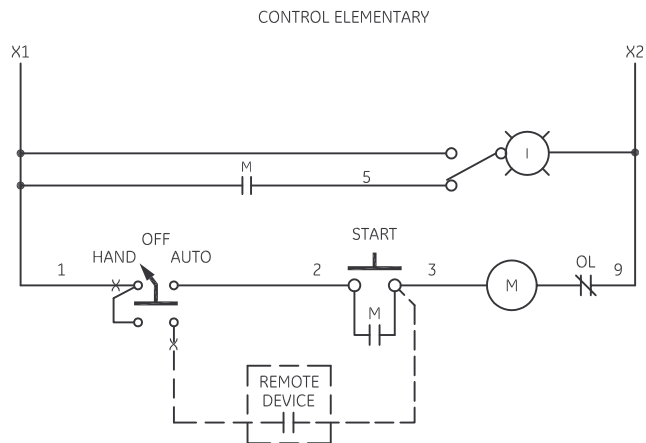 CONTROL ELEMENTARY
X1
X2
M
5
I
OFF
HAND
AUTO
START
1
2
3
M
OL
9
M
X
X
REMOTE
DEVICE